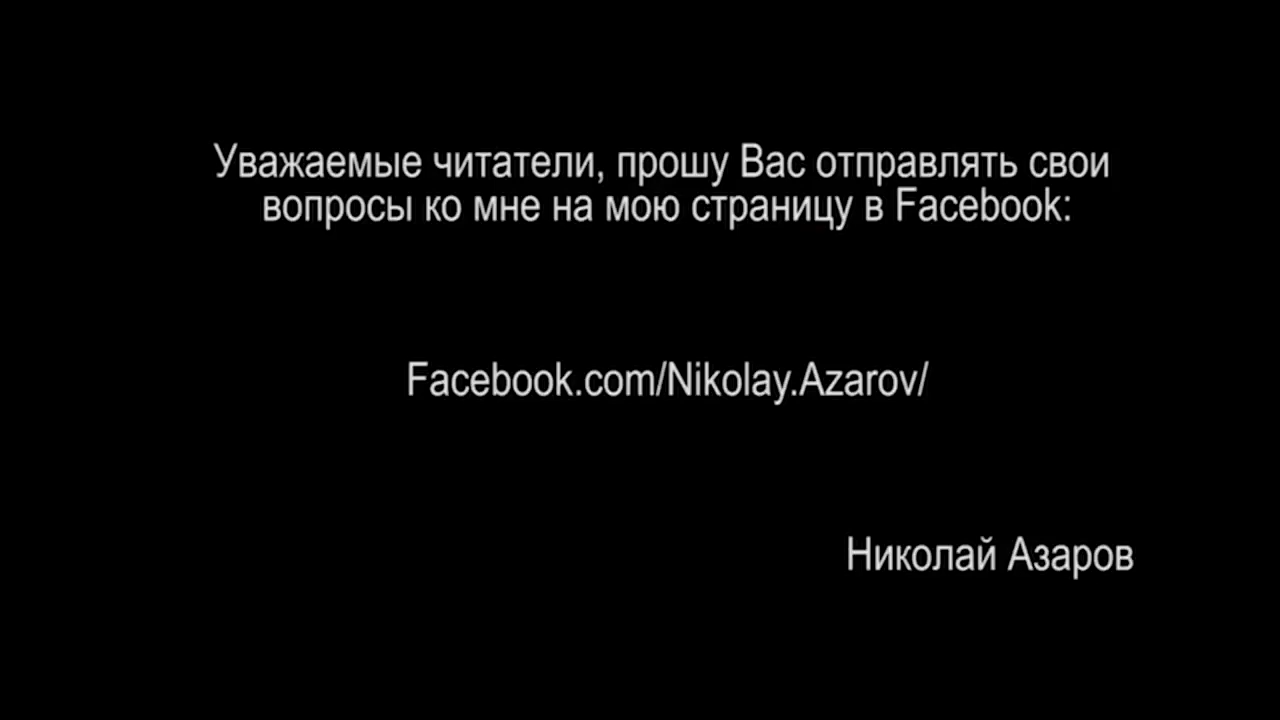 Уважаемые читатели, прошу Вас отправлять свои
вопросы ко мне на мою страницу в Facebook:
Facebook.com/Nikolay.Azarov/
Николай Азаров